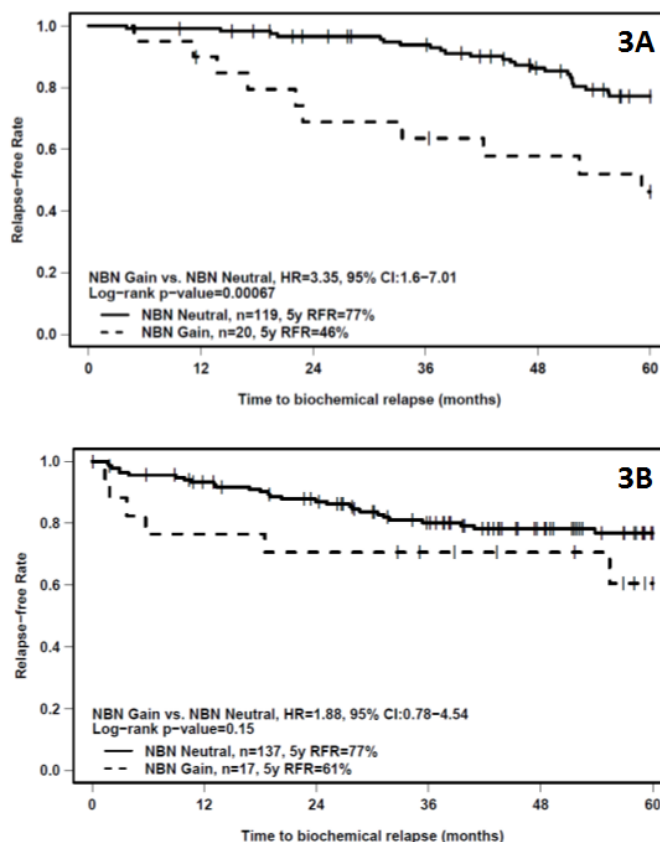 3A
1.0
0.8
0.6
0.4
0.2
0.0
Relapse−free Rate
NBN Gain vs. NBN Neutral, HR=3.35, 95% CI:1.6−7.01
Log−rank p−value=0.00067
NBN Neutral, n=119, 5y RFR=77%
NBN Gain, n=20, 5y RFR=46%
0 12 24 36 48 60
Time to biochemical relapse (months)
3B
1.0
0.8
0.6
0.4
0.2
0.0
Relapse−free Rate
NBN Gain vs. NBN Neutral, HR=1.88, 95% CI:0.78−4.54
Log−rank p−value=0.15
NBN Neutral, n=137, 5y RFR=77%
NBN Gain, n=17, 5y RFR=61%
0 12 24 36 48 60
Time to biochemical relapse (months)